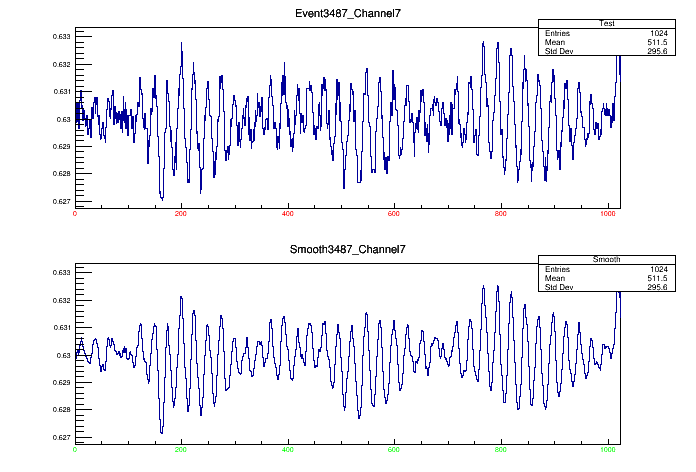 Event3487_Channel7
Test
Entries 1024
Mean 511.5
Std Dev 295.6
0.633
0.632
0.631
0.63
0.629
0.628
0.627
0 200 400 600 800 1000
Smooth3487_Channel7
Smooth
Entries 1024
Mean 511.5
Std Dev 295.6
0.633
0.632
0.631
0.63
0.629
0.628
0.627
0 200 400 600 800 1000